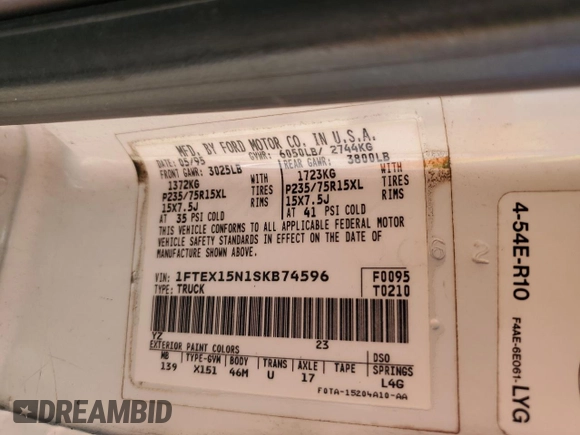 MFD. BY FORD MOTOR CO. IN U.S.A.
DATE: 05/95 GVWR: 6050LB/ 2744KG
FRONT GAWR: 3025LB REAR GAWR: 3800LB
1372KG WITH 1723KG WITH
P235/75R15XL TIRES P235/75R15XL TIRES
15X7.5J RIMS 15X7.5J RIMS
AT 35 PSI COLD AT 41 PSI COLD
THIS VEHICLE CONFORMS TO ALL APPLICABLE FEDERAL MOTOR
VEHICLE SAFETY STANDARDS IN EFFECT ON THE DATE OF
MANUFACTURE SHOWN ABOVE.
VIN: 1FTEX15N1SKB74596 F0095
TYPE: TRUCK T0210
YZ 23
EXTERIOR PAINT COLORS DSO
WB TYPE-GVW BODY TRANS AXLE TAPE SPRINGS
139 X151 46M U 17 L4G
F0TA-15204A10-AA
4-54E-R10
F4AE-6E061-LYG
DREAMBID